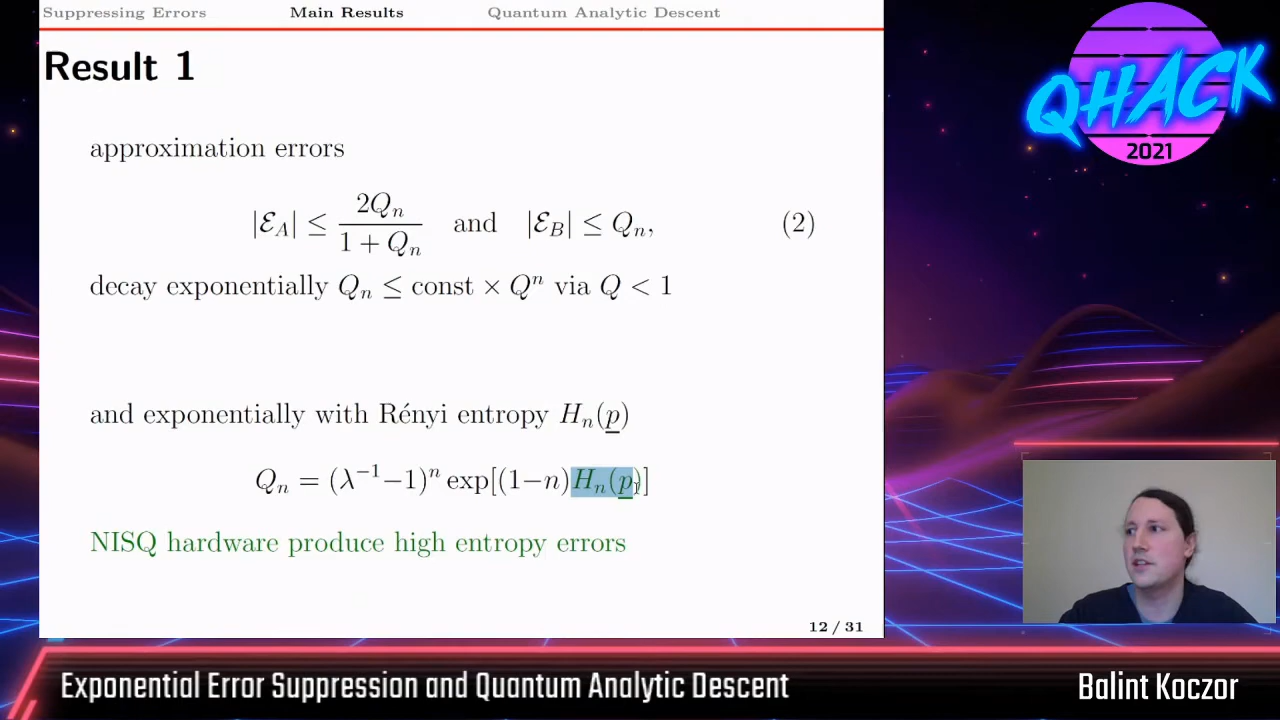 Suppressing Errors Main Results Quantum Analytic Descent
Result 1
QHACK
2021
approximation errors
|ℰ_A| ≤ 2Q_n / (1 + Q_n) and |ℰ_B| ≤ Q_n, (2)
decay exponentially Q_n ≤ const × Q^n via Q < 1
and exponentially with Rényi entropy H_n(p)
Q_n = (λ^{-1}−1)^n exp[(1−n)H_n(p)]
NISQ hardware produce high entropy errors
12 / 31
Exponential Error Suppression and Quantum Analytic Descent
Balint Koczor